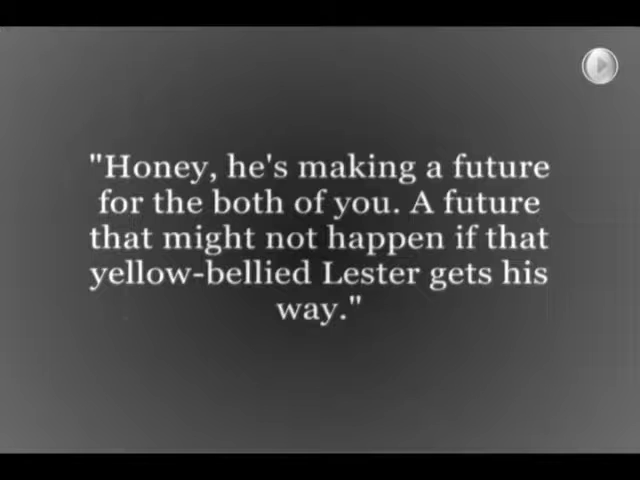 "Honey, he's making a future
for the both of you. A future
that might not happen if that
yellow-bellied Lester gets his
way."